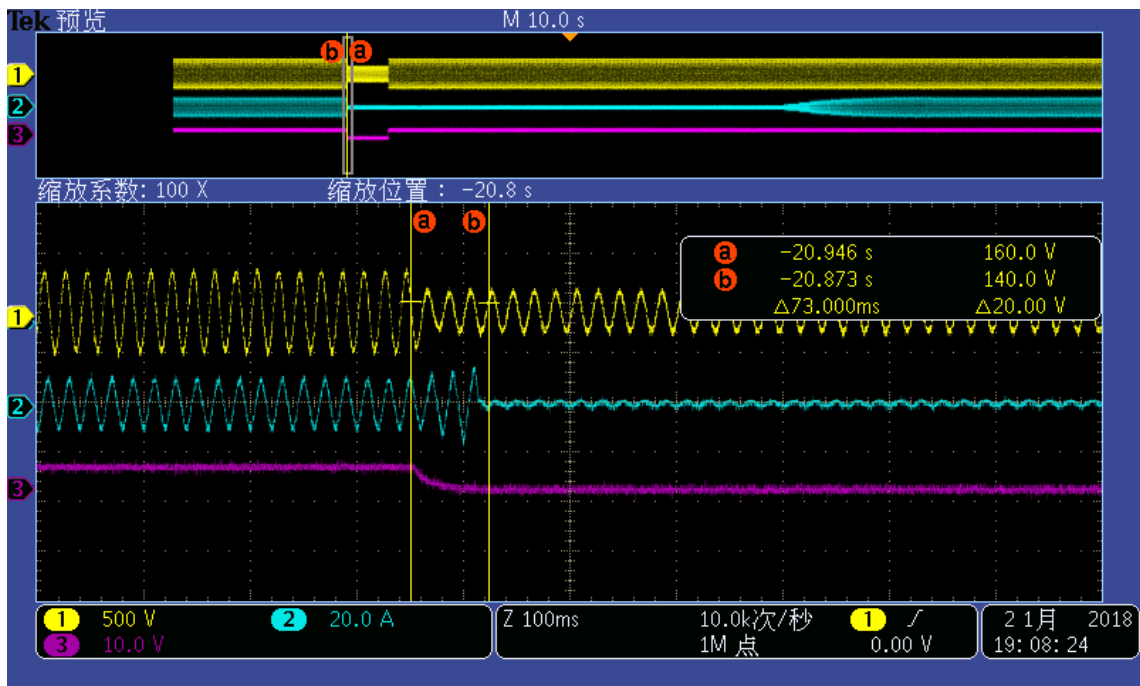 Tek 预览 M 10.0 s
b a
1
2
3
缩放系数: 100 X 缩放位置： -20.8 s
a b
a -20.946 s 160.0 V
b -20.873 s 140.0 V
△73.000ms △20.00 V
1
2
3
1 500 V 2 20.0 A Z 100ms 10.0k次/秒 1 0.00 V 2 1月 2018
3 10.0 V 1M 点 19:08:24